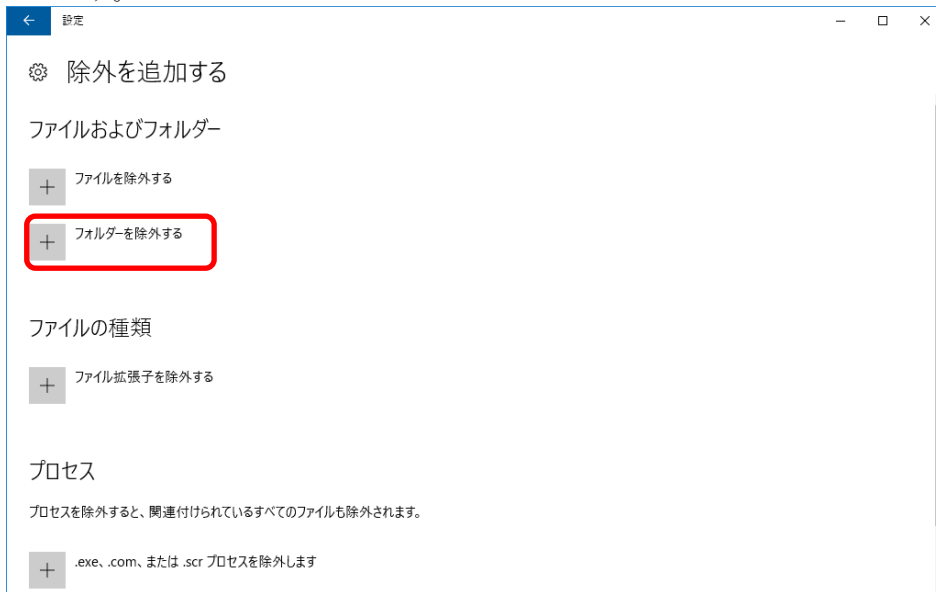 設定
除外を追加する
ファイルおよびフォルダー
ファイルを除外する
フォルダーを除外する
ファイルの種類
ファイル拡張子を除外する
プロセス
プロセスを除外すると、関連付けられているすべてのファイルも除外されます。
.exe、.com、または .scr プロセスを除外します